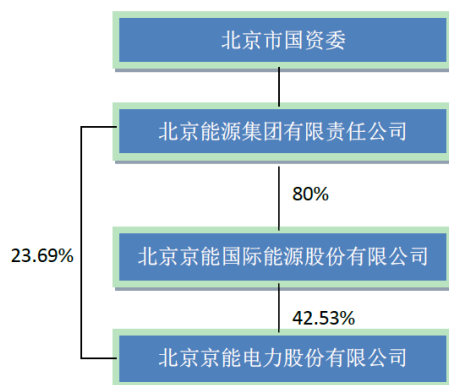 北京市国资委
北京能源集团有限责任公司
80%
23.69%
北京京能国际能源股份有限公司
42.53%
北京京能电力股份有限公司